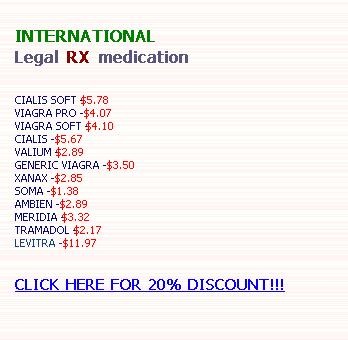 INTERNATIONAL
Legal RX medication
CIALIS SOFT $5.78
VIAGRA PRO -$4.07
VIAGRA SOFT $4.10
CIALIS -$5.67
VALIUM $2.89
GENERIC VIAGRA -$3.50
XANAX -$2.85
SOMA -$1.38
AMBIEN -$2.89
MERIDIA $3.32
TRAMADOL $2.17
LEVITRA -$11.97
CLICK HERE FOR 20% DISCOUNT!!!